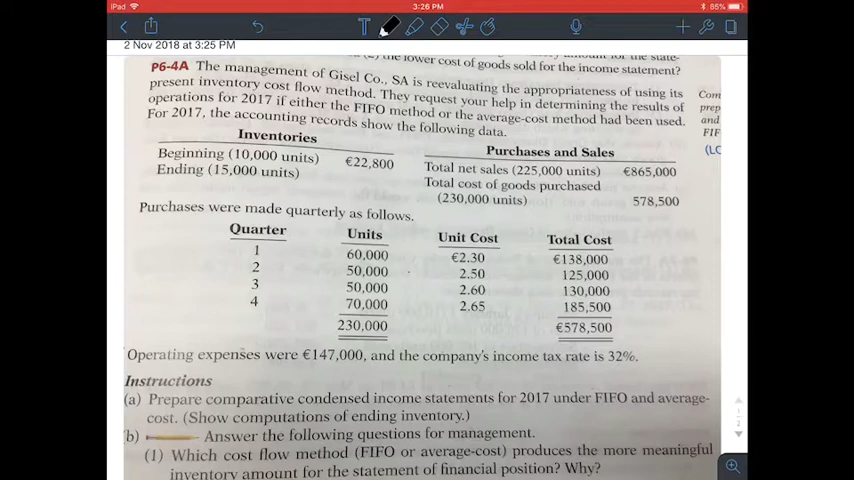 iPad
3:26 PM
85%
T
2 Nov 2018 at 3:25 PM
the lower cost of goods sold for the income statement?
P6-4A The management of Gisel Co., SA is reevaluating the appropriateness of using its
present inventory cost flow method. They request your help in determining the results of
operations for 2017 if either the FIFO method or the average-cost method had been used.
For 2017, the accounting records show the following data.
Com
prep
and
FIF
(LO
Inventories
Beginning (10,000 units) €22,800
Ending (15,000 units)
Purchases and Sales
Total net sales (225,000 units) €865,000
Total cost of goods purchased
(230,000 units) 578,500
Purchases were made quarterly as follows.
Quarter Units Unit Cost Total Cost
1 60,000 €2.30 €138,000
2 50,000 2.50 125,000
3 50,000 2.60 130,000
4 70,000 2.65 185,500
230,000 €578,500
Operating expenses were €147,000, and the company's income tax rate is 32%.
Instructions
(a) Prepare comparative condensed income statements for 2017 under FIFO and average-
cost. (Show computations of ending inventory.)
(b) Answer the following questions for management.
(1) Which cost flow method (FIFO or average-cost) produces the more meaningful
inventory amount for the statement of financial position? Why?